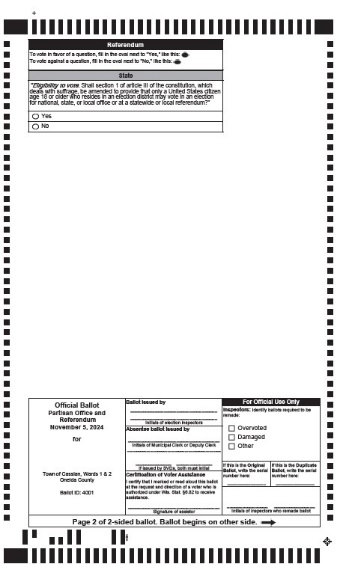 Referendum
To vote in favor of a question, fill in the oval next to "Yes," like this:
To vote against a question, fill in the oval next to "No," like this:
State
"Eligibility to vote. Shall section 1 of article III of the constitution, which
deals with suffrage, be amended to provide that only a United States citizen
age 18 or older who resides in an election district may vote in an election
for national, state, or local office or at a statewide or local referendum?"
Yes
No
Official Ballot
Partisan Office and
Referendum
November 5, 2024
for
Town of Cassian, Wards 1 & 2
Oneida County
Ballot ID: 4001
Ballot issued by
Initials of election inspectors
Absentee ballot issued by
Initials of Municipal Clerk or Deputy Clerk
If issued by SVDs, both must initial
Certification of Voter Assistance
I certify that I marked or read aloud this ballot
at the request and direction of a voter who is
authorized under Wis. Stat. §6.82 to receive
assistance.
Signature of assistor
For Official Use Only
Inspectors: Identify ballots required to be
remade:
Overvoted
Damaged
Other
If this is the Original
Ballot, write the serial
number here:
If this is the Duplicate
Ballot, write the serial
number here:
Initials of inspectors who remade ballot
Page 2 of 2-sided ballot. Ballot begins on other side.